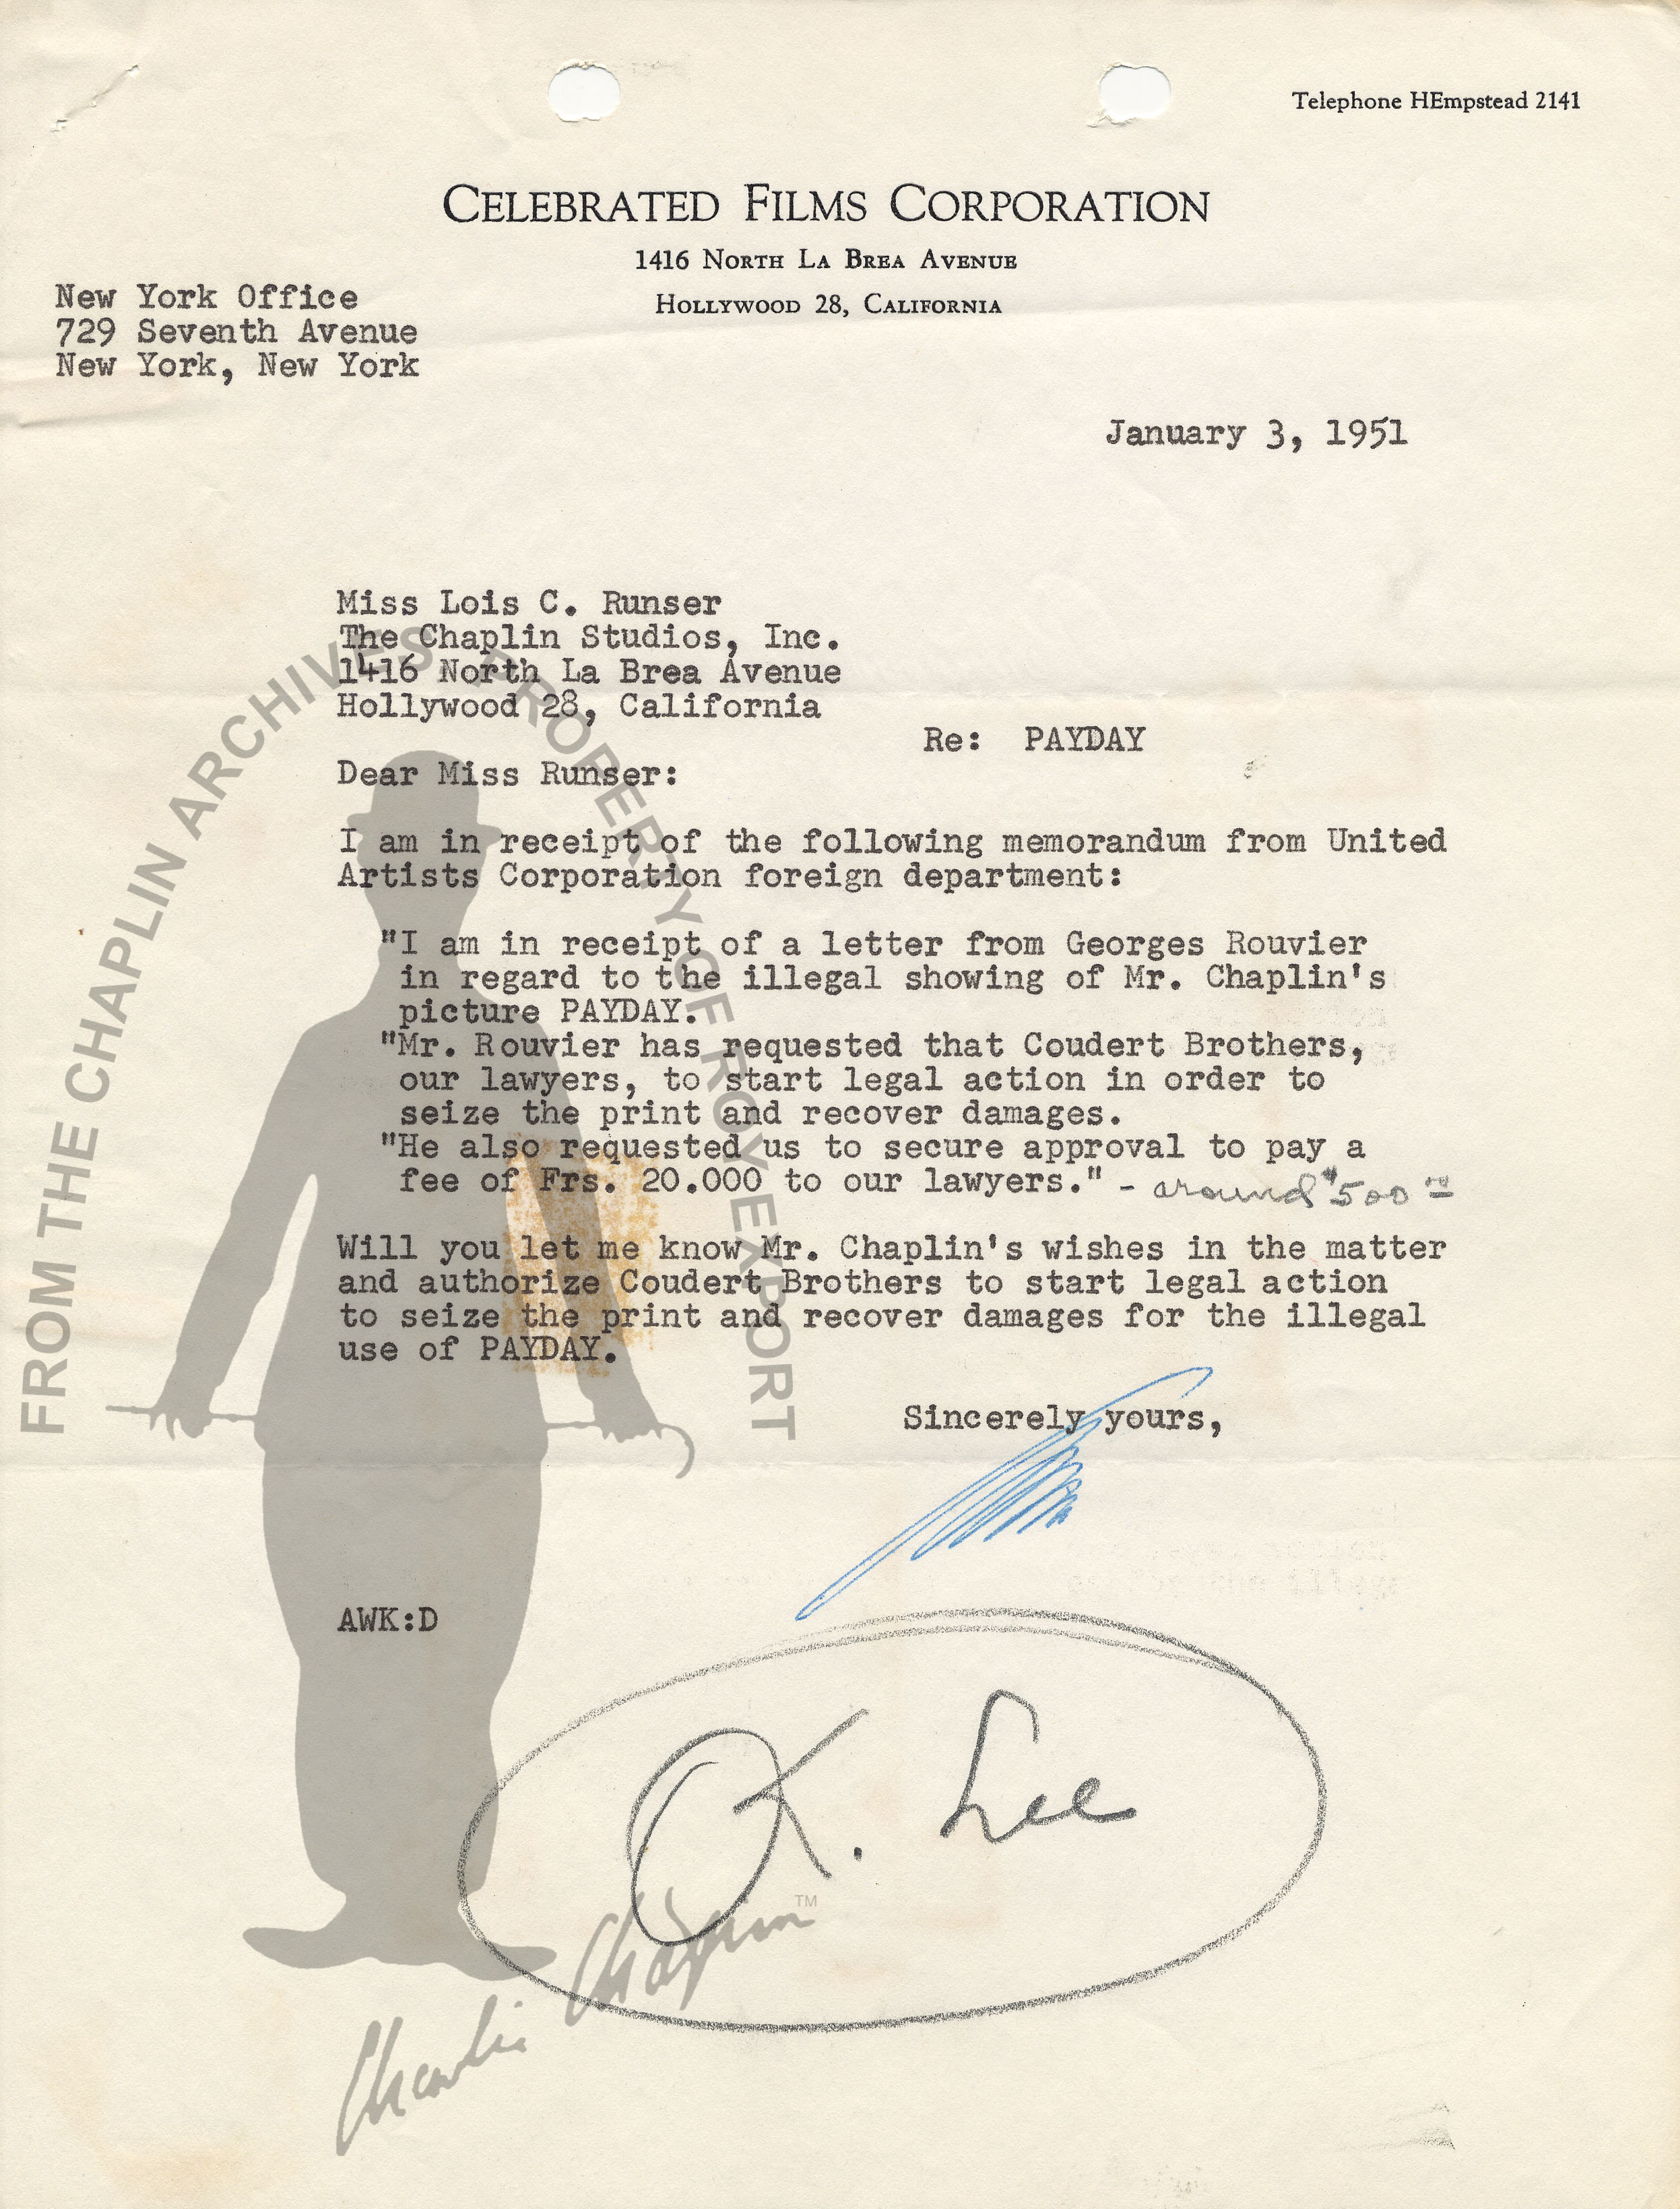 Telephone HEmpstead 2141
CELEBRATED FILMS CORPORATION
1416 NORTH LA BREA AVENUE
HOLLYWOOD 28, CALIFORNIA
New York Office
729 Seventh Avenue
New York, New York
January 3, 1951
Miss Lois C. Runser
The Chaplin Studios, Inc.
1416 North La Brea Avenue
Hollywood 28, California
Re: PAYDAY
Dear Miss Runser:
I am in receipt of the following memorandum from United
Artists Corporation foreign department:
"I am in receipt of a letter from Georges Rouvier
in regard to the illegal showing of Mr. Chaplin's
picture PAYDAY.
"Mr. Rouvier has requested that Coudert Brothers,
our lawyers, to start legal action in order to
seize the print and recover damages.
"He also requested us to secure approval to pay a
fee of Frs. 20.000 to our lawyers." - around $500 00
Will you let me know Mr. Chaplin's wishes in the matter
and authorize Coudert Brothers to start legal action
to seize the print and recover damages for the illegal
use of PAYDAY.
Sincerely yours,
AWK:D
OK. Lee
FROM THE CHAPLIN ARCHIVES PROPERTY OF ROY EXPORT
Charlie Chaplin TM